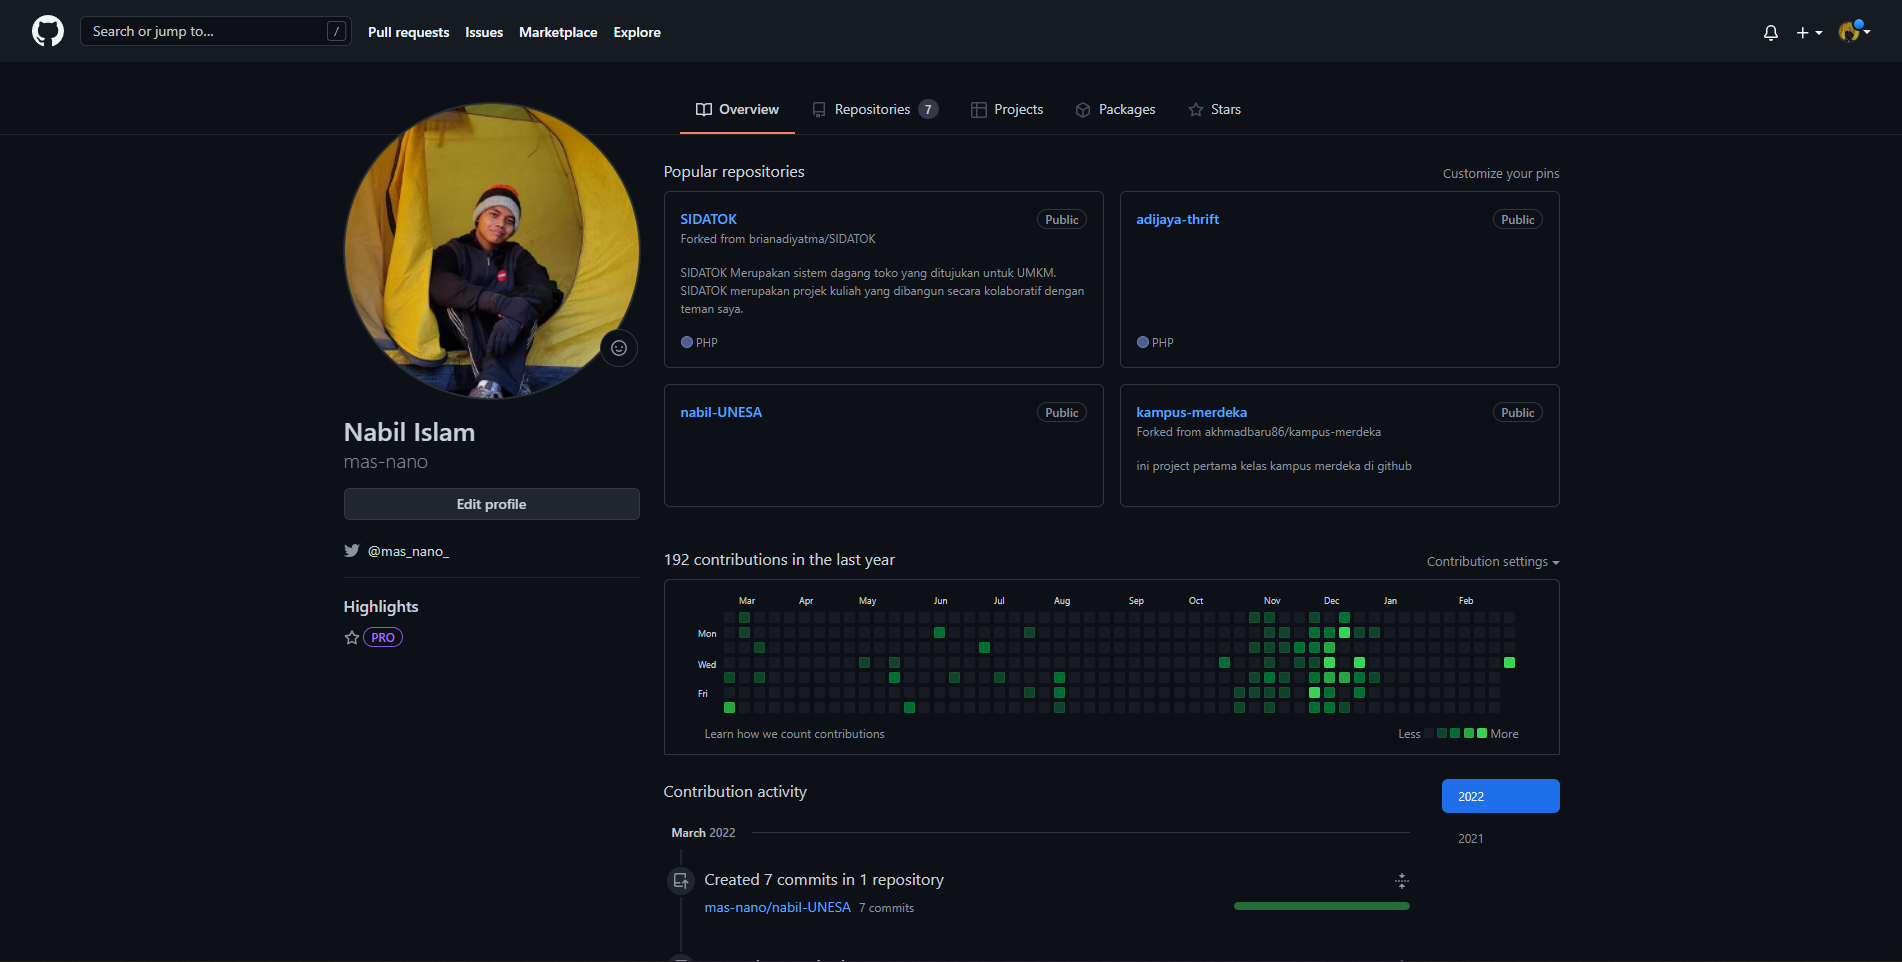 Search or jump to...
/
Pull requests
Issues
Marketplace
Explore
Overview
Repositories 7
Projects
Packages
Stars
Nabil Islam
mas-nano
Edit profile
@mas_nano_
Highlights
PRO
Popular repositories
Customize your pins
SIDATOK
Public
Forked from brianadiyatma/SIDATOK
SIDATOK Merupakan sistem dagang toko yang ditujukan untuk UMKM.
SIDATOK merupakan projek kuliah yang dibangun secara kolaboratif dengan
teman saya.
PHP
adijaya-thrift
Public
PHP
nabil-UNESA
Public
kampus-merdeka
Public
Forked from akhmadbaru86/kampus-merdeka
ini project pertama kelas kampus merdeka di github
192 contributions in the last year
Contribution settings
Mar Apr May Jun Jul Aug Sep Oct Nov Dec Jan Feb
Mon
Wed
Fri
Learn how we count contributions
Less
More
Contribution activity
2022
2021
March 2022
Created 7 commits in 1 repository
mas-nano/nabil-UNESA 7 commits